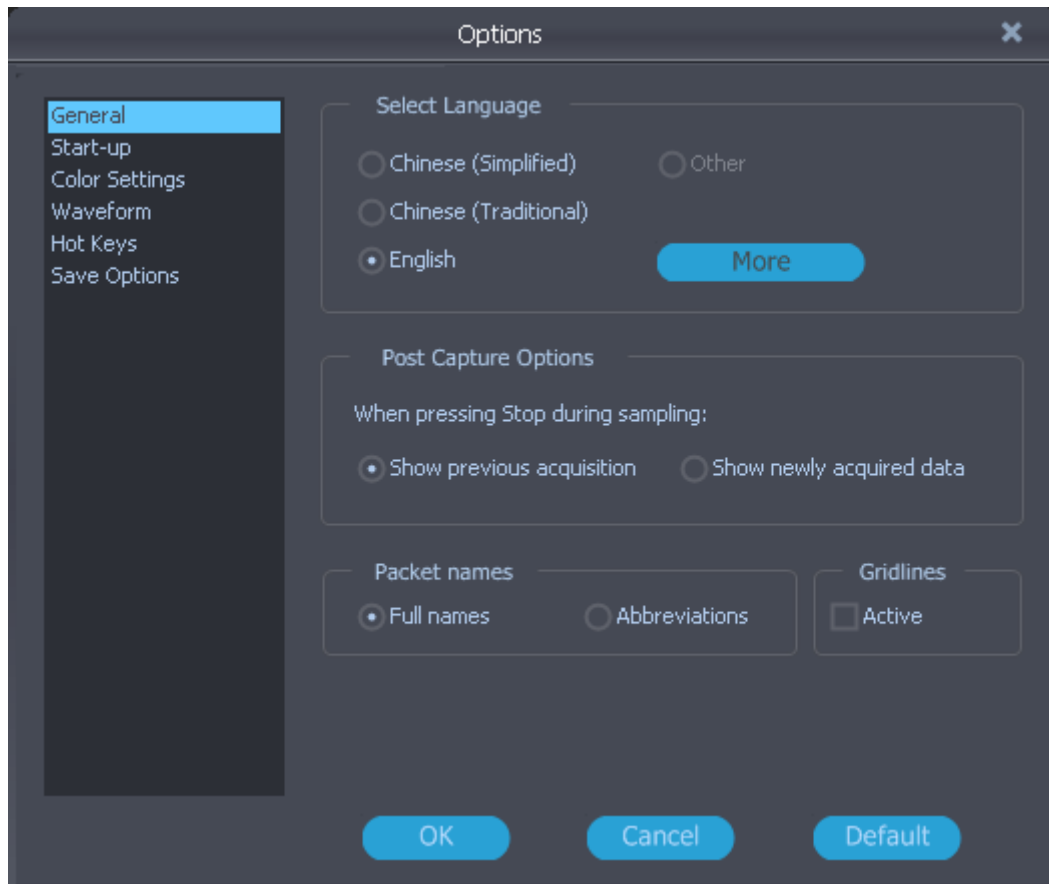 Options
General
Start-up
Color Settings
Waveform
Hot Keys
Save Options
Select Language
Chinese (Simplified)
Other
Chinese (Traditional)
English
More
Post Capture Options
When pressing Stop during sampling:
Show previous acquisition
Show newly acquired data
Packet names
Full names
Abbreviations
Gridlines
Active
OK
Cancel
Default